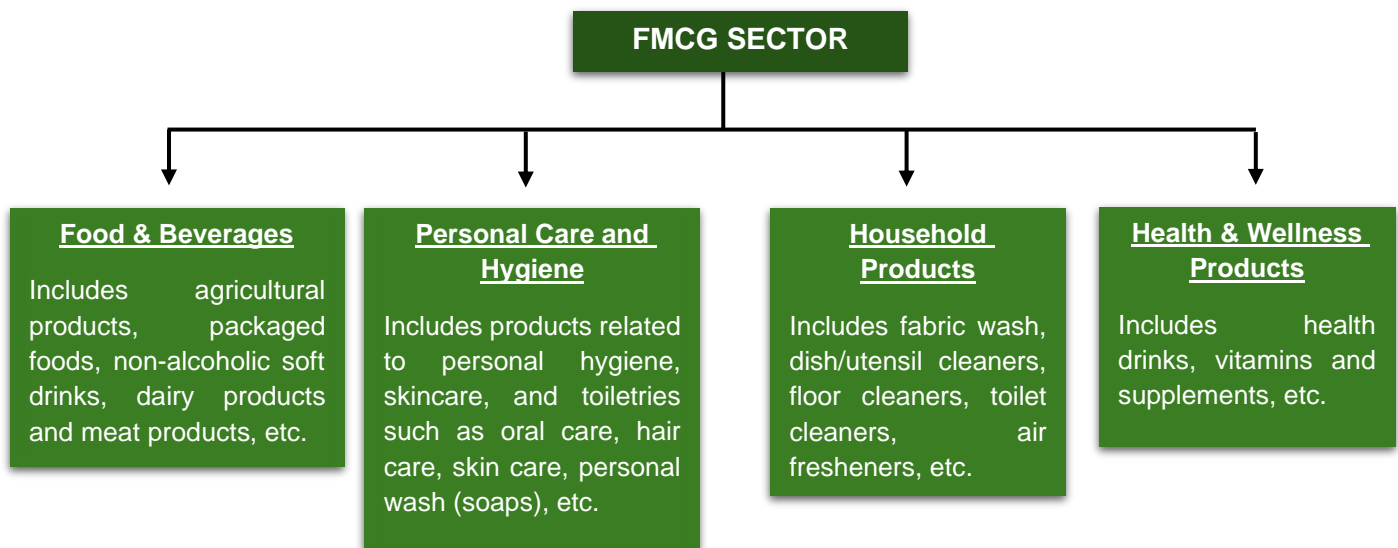 FMCG SECTOR
Food & Beverages
Includes agricultural
products, packaged
foods, non-alcoholic soft
drinks, dairy products
and meat products, etc.
Personal Care and
Hygiene
Includes products related
to personal hygiene,
skincare, and toiletries
such as oral care, hair
care, skin care, personal
wash (soaps), etc.
Household
Products
Includes fabric wash,
dish/utensil cleaners,
floor cleaners, toilet
cleaners, air
fresheners, etc.
Health & Wellness
Products
Includes health
drinks, vitamins and
supplements, etc.